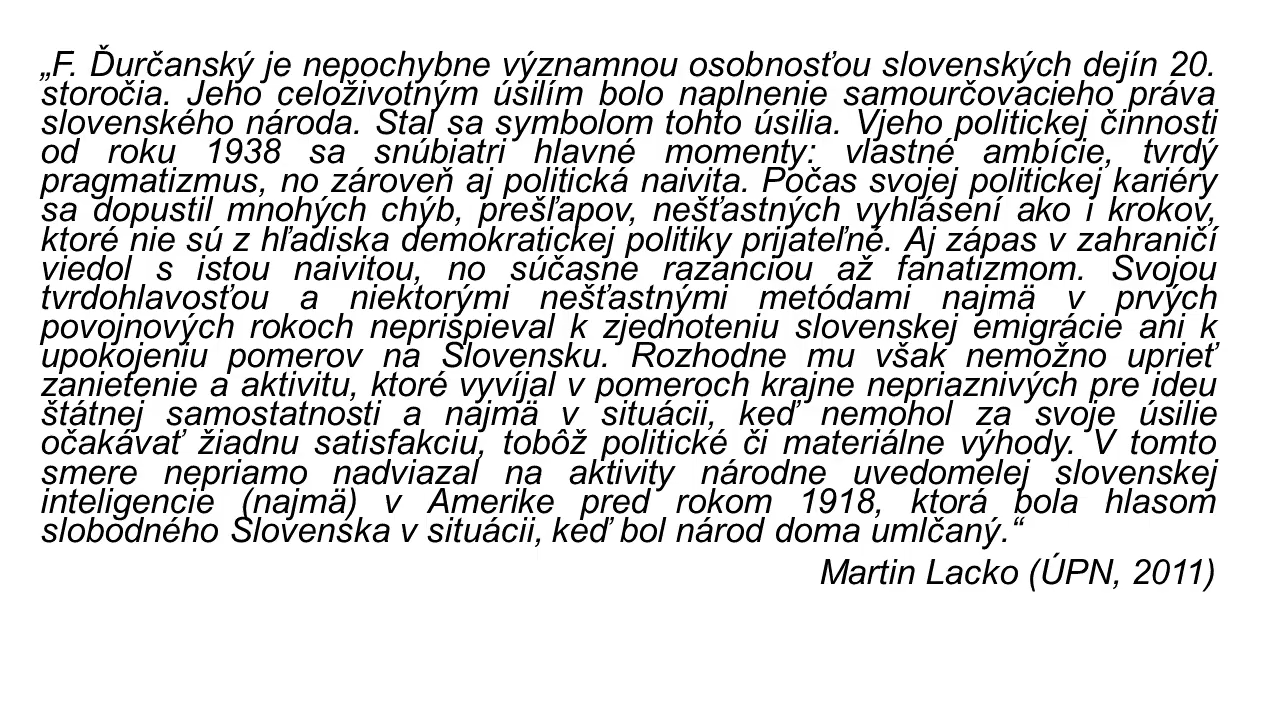 „F. Ďurčanský je nepochybne významnou osobnosťou slovenských dejín 20.
storočia. Jeho celoživotným úsilím bolo naplnenie samourčovacieho práva
slovenského národa. Stal sa symbolom tohto úsilia. Vjeho politickej činnosti
od roku 1938 sa snúbiatri hlavné momenty: vlastné ambície, tvrdý
pragmatizmus, no zároveň aj politická naivita. Počas svojej politickej kariéry
sa dopustil mnohých chýb, prešľapov, nešťastných vyhlásení ako i krokov,
ktoré nie sú z hľadiska demokratickej politiky prijateľné. Aj zápas v zahraničí
viedol s istou naivitou, no súčasne razanciou až fanatizmom. Svojou
tvrdohlavosťou a niektorými nešťastnými metódami najmä v prvých
povojnových rokoch neprispieval k zjednoteniu slovenskej emigrácie ani k
upokojeniu pomerov na Slovensku. Rozhodne mu však nemožno uprieť
zanietenie a aktivitu, ktoré vyvíjal v pomeroch krajne nepriaznivých pre ideu
štátnej samostatnosti a najmä v situácii, keď nemohol za svoje úsilie
očakávať žiadnu satisfakciu, tobôž politické či materiálne výhody. V tomto
smere nepriamo nadviazal na aktivity národne uvedomelej slovenskej
inteligencie (najmä) v Amerike pred rokom 1918, ktorá bola hlasom
slobodného Slovenska v situácii, keď bol národ doma umlčaný.“
Martin Lacko (ÚPN, 2011)